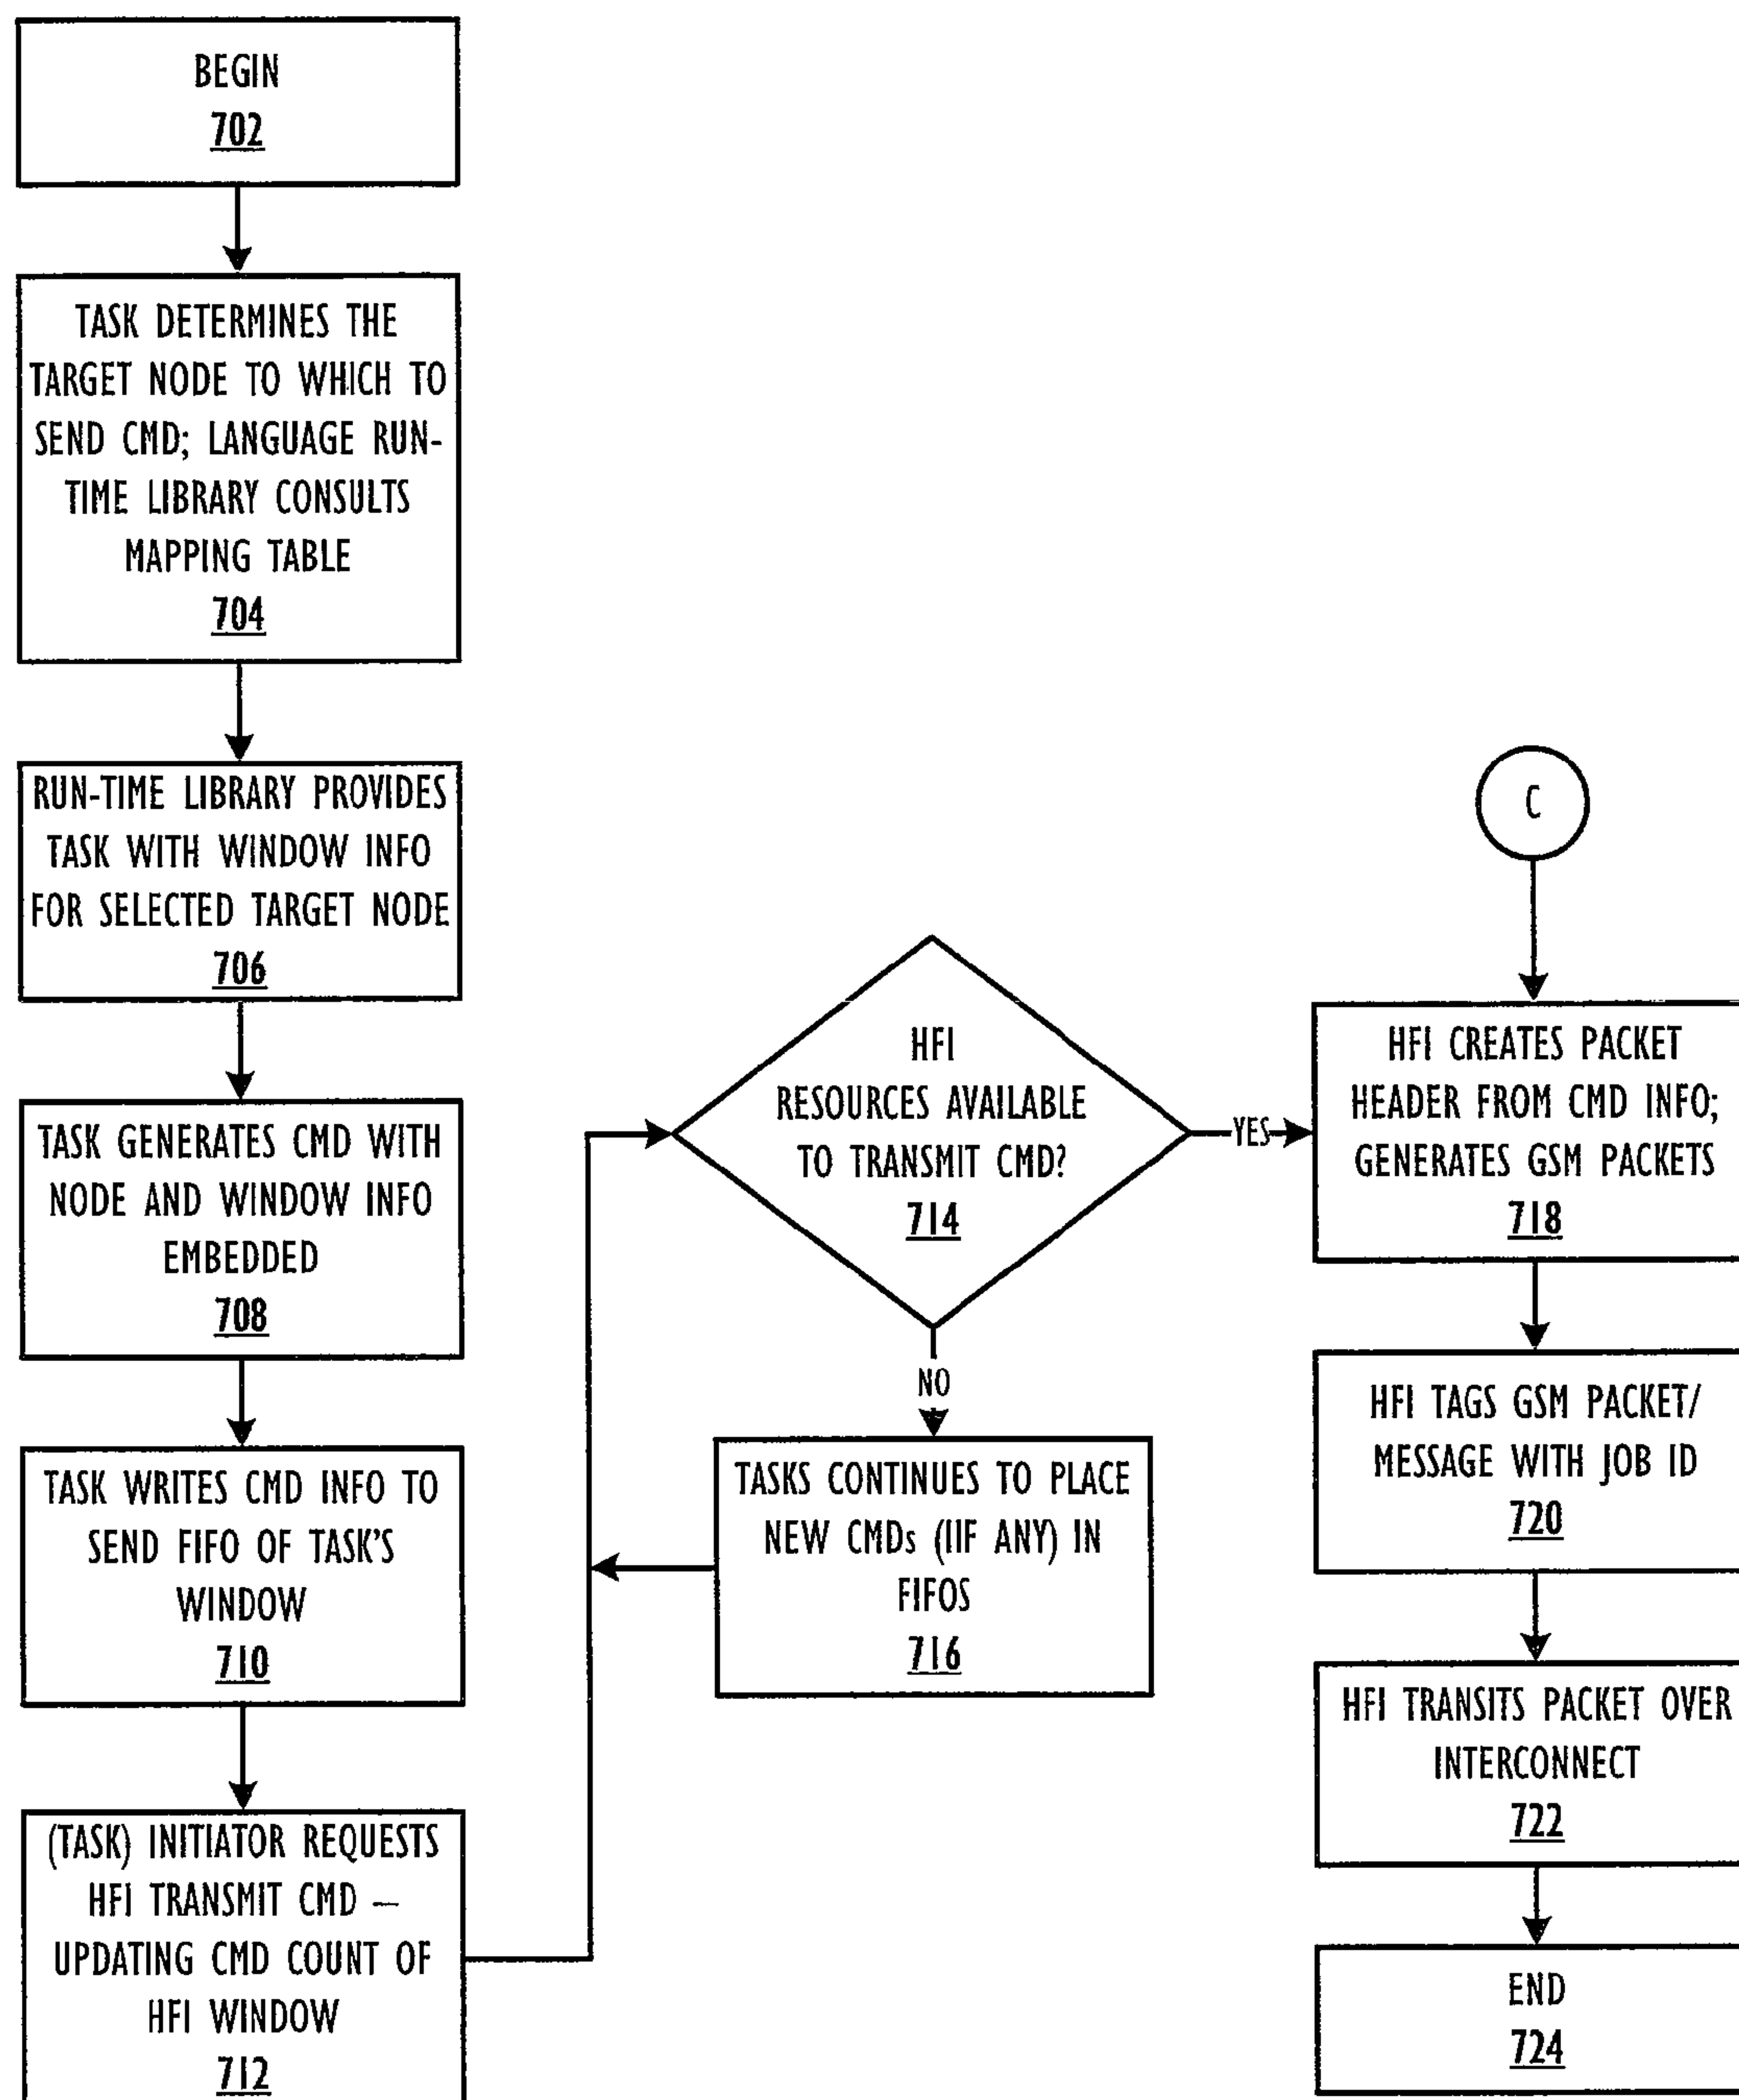 BEGIN
702
TASK DETERMINES THE
TARGET NODE TO WHICH TO
SEND CMD; LANGUAGE RUN-
TIME LIBRARY CONSULTS
MAPPING TABLE
704
RUN-TIME LIBRARY PROVIDES
TASK WITH WINDOW INFO
FOR SELECTED TARGET NODE
706
TASK GENERATES CMD WITH
NODE AND WINDOW INFO
EMBEDDED
708
TASK WRITES CMD INFO TO
SEND FIFO OF TASK'S
WINDOW
710
(TASK) INITIATOR REQUESTS
HFI TRANSMIT CMD –
UPDATING CMD COUNT OF
HFI WINDOW
712
HFI
RESOURCES AVAILABLE
TO TRANSMIT CMD?
714
YES
NO
TASKS CONTINUES TO PLACE
NEW CMDs (IIF ANY) IN
FIFOS
716
C
HFI CREATES PACKET
HEADER FROM CMD INFO;
GENERATES GSM PACKETS
718
HFI TAGS GSM PACKET/
MESSAGE WITH JOB ID
720
HFI TRANSITS PACKET OVER
INTERCONNECT
722
END
724